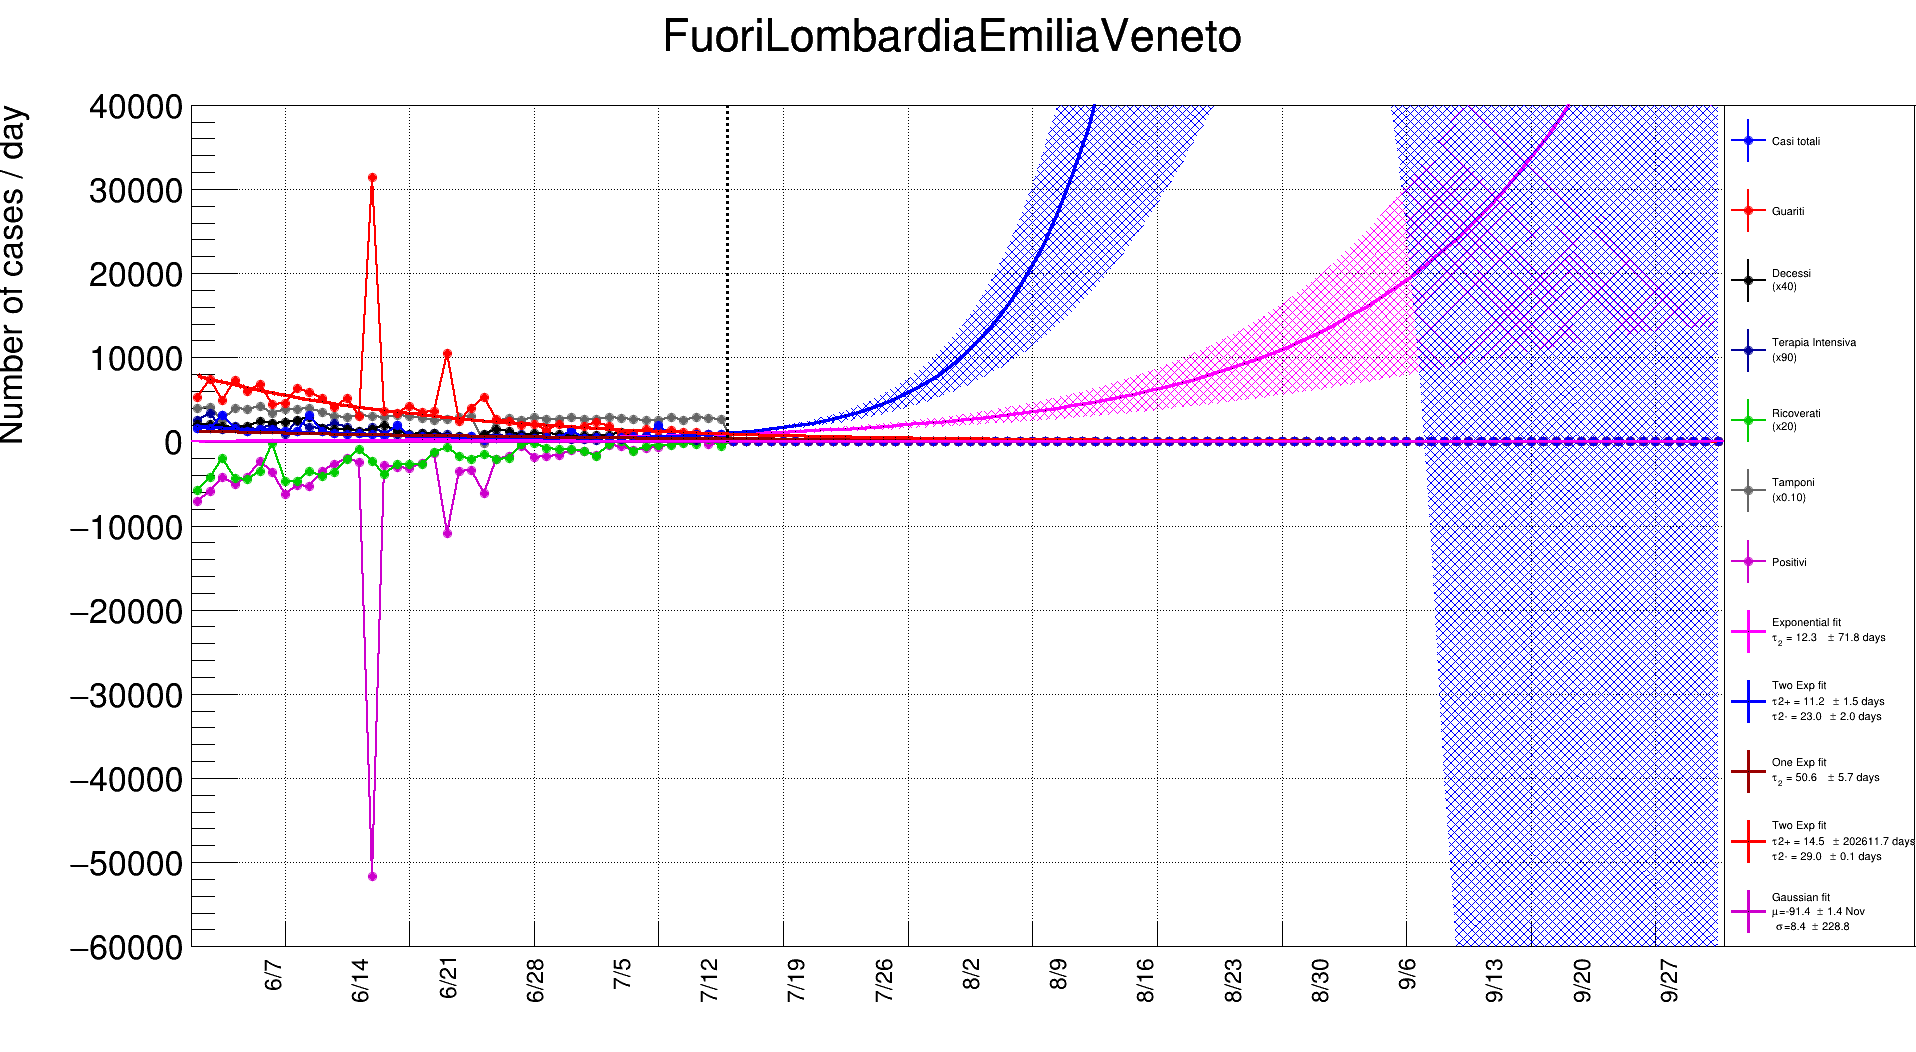 FuoriLombardiaEmiliaVeneto
Number of cases / day
40000
30000
20000
10000
0
−10000
−20000
−30000
−40000
−50000
−60000
6/7
6/14
6/21
6/28
7/5
7/12
7/19
7/26
8/2
8/9
8/16
8/23
8/30
9/6
9/13
9/20
9/27
Casi totali
Guariti
Decessi
(x40)
Terapia Intensiva
(x90)
Ricoverati
(x20)
Tamponi
(x0.10)
Positivi
Exponential fit
τ2 = 12.3 ± 71.8 days
Two Exp fit
τ2+ = 11.2 ± 1.5 days
τ2- = 23.0 ± 2.0 days
One Exp fit
τ2 = 50.6 ± 5.7 days
Two Exp fit
τ2+ = 14.5 ± 202611.7 days
τ2- = 29.0 ± 0.1 days
Gaussian fit
μ=-91.4 ± 1.4 Nov
σ=8.4 ± 228.8